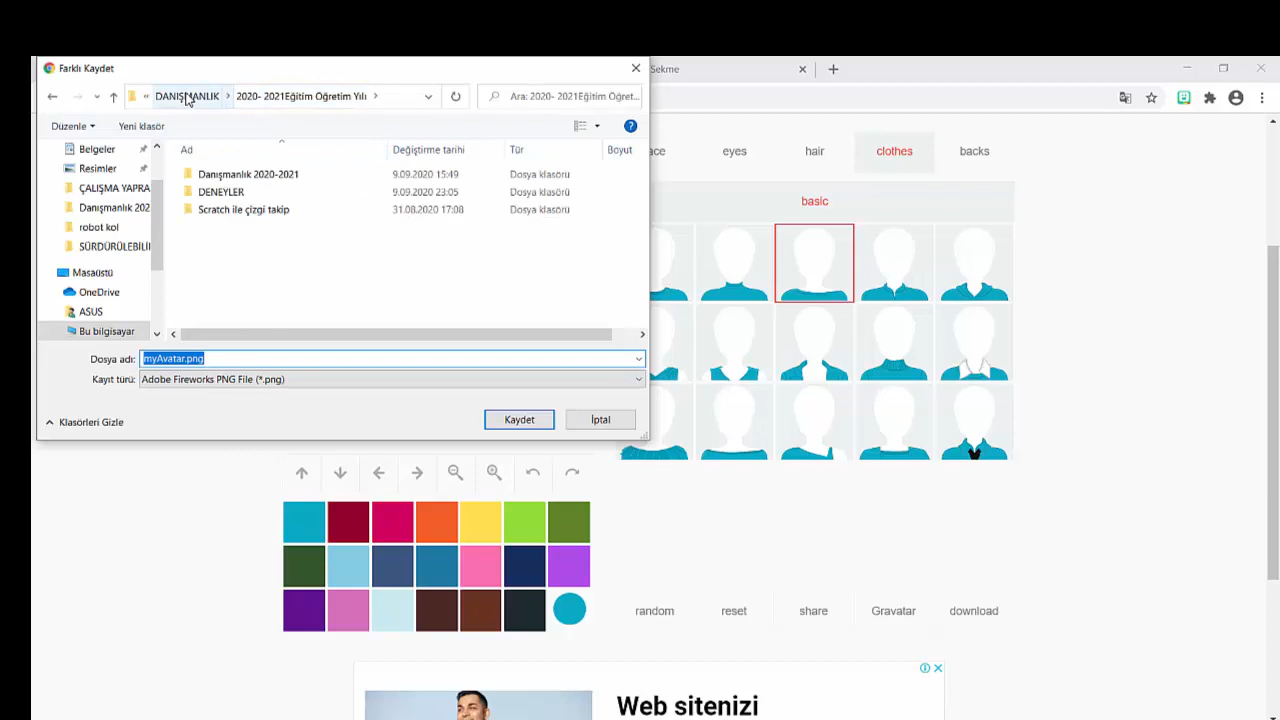 Farklı Kaydet
Sekme
« DANIŞMANLIK > 2020- 2021Eğitim Öğretim Yılı >
Ara: 2020- 2021Eğitim Öğret...
Düzenle
Yeni klasör
Belgeler
Resimler
ÇALIŞMA YAPRA
Danışmanlık 202
robot kol
SÜRDÜRÜLEBİLİ
Masaüstü
OneDrive
ASUS
Bu bilgisayar
Ad
Değiştirme tarihi
Tür
Boyut
Danışmanlık 2020-2021
9.09.2020 15:49
Dosya klasörü
DENEYLER
9.09.2020 23:05
Dosya klasörü
Scratch ile çizgi takip
31.08.2020 17:08
Dosya klasörü
Dosya adı:
myAvatar.png
Kayıt türü:
Adobe Fireworks PNG File (*.png)
Klasörleri Gizle
Kaydet
İptal
ace
eyes
hair
clothes
backs
basic
random
reset
share
Gravatar
download
Web sitenizi